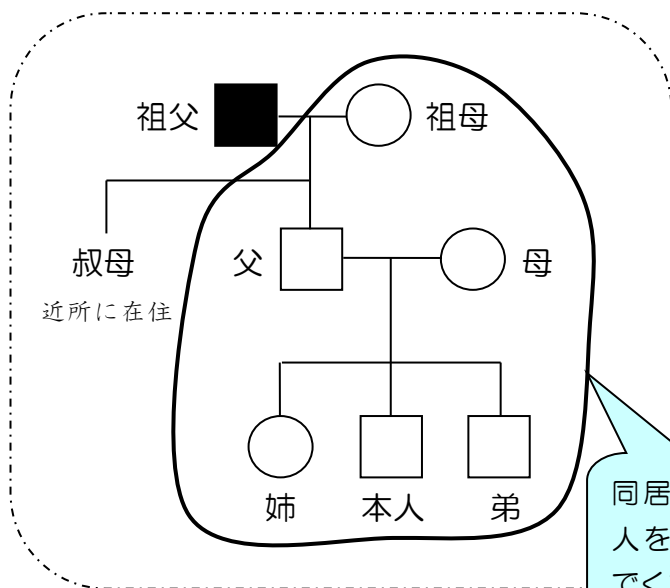 祖父
祖母
叔母
近所に在住
父
母
姉
本人
弟
同居
人を
でく